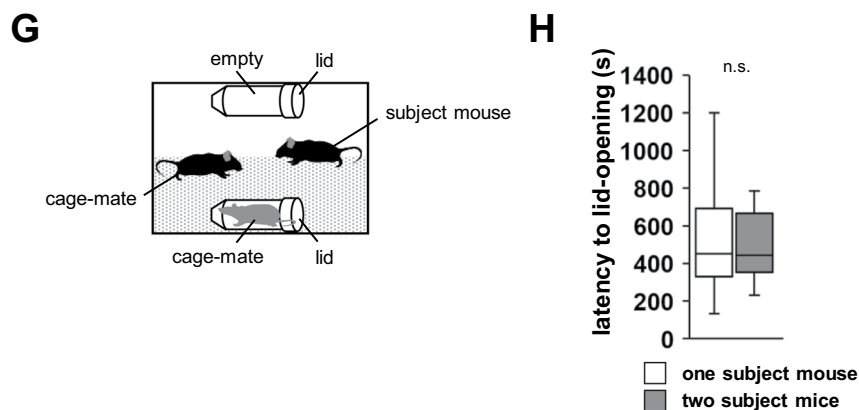 G
empty
lid
subject mouse
cage-mate
cage-mate
lid
H
n.s.
latency to lid-opening (s)
1400
1200
1000
800
600
400
200
0
one subject mouse
two subject mice